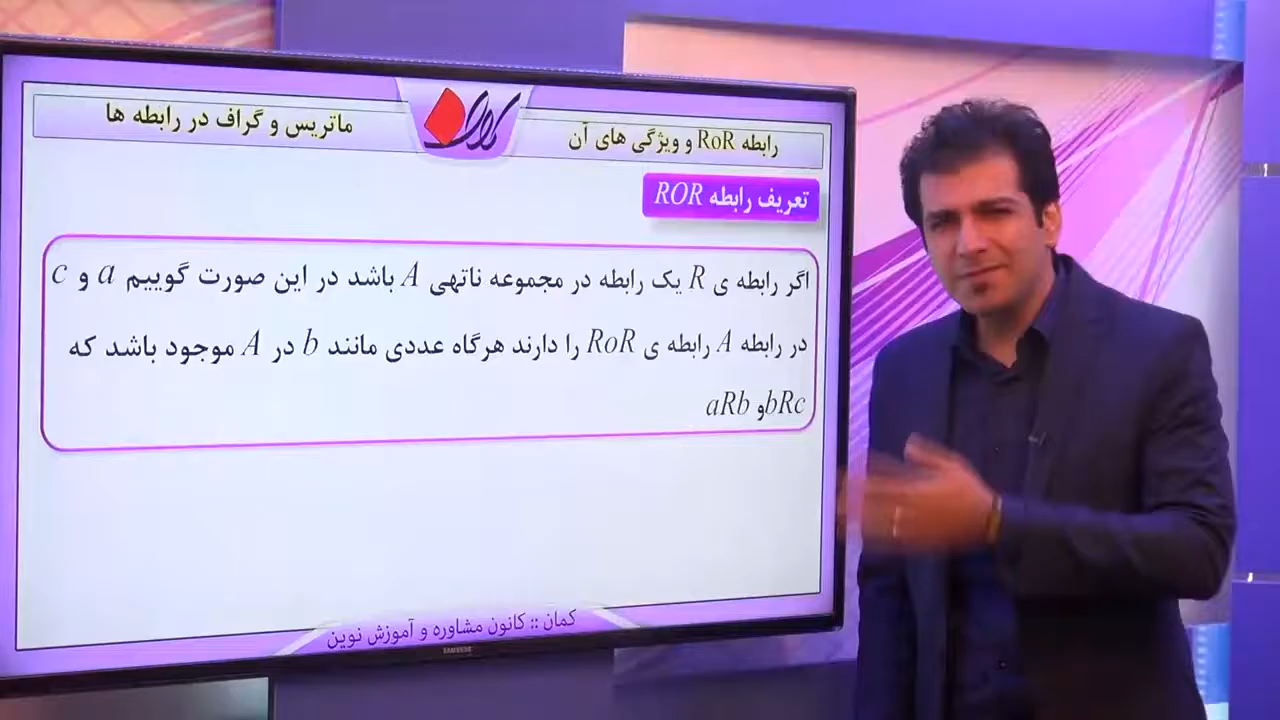 رابطه RoR و ویژگی های آن
ماتریس و گراف در رابطه ها
تعریف رابطه ROR
اگر رابطه ی R یک رابطه در مجموعه ناتهی A باشد در این صورت گوییم a و c
در رابطه A رابطه ی RoR را دارند هرگاه عددی مانند b در A موجود باشد که
aRb و bRc
کمان :: کانون مشاوره و آموزش نوین
SAMSUNG